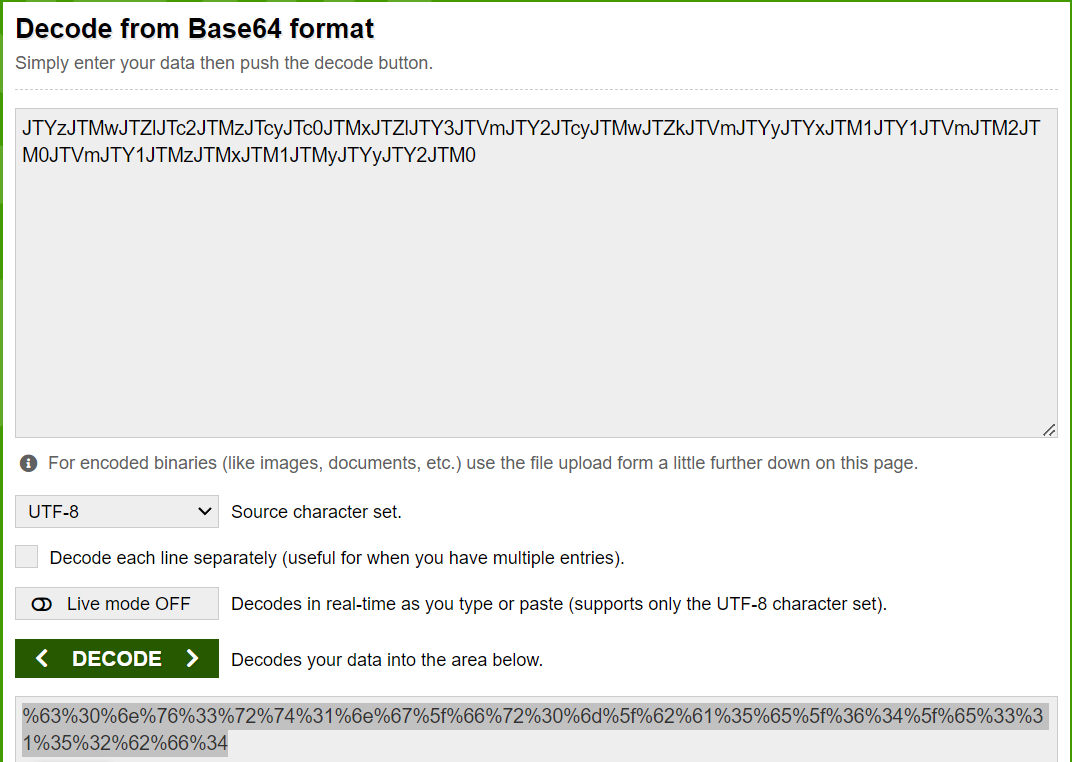 Decode from Base64 format
Simply enter your data then push the decode button.
JTYzJTMwJTZlJTc2JTMzJTcyJTc0JTMxJTZlJTY3JTVmJTY2JTcyJTMwJTZkJTVmJTYyJTYxJTM1JTY1JTVmJTM2JT
M0JTVmJTY1JTMzJTMxJTM1JTMyJTYyJTY2JTM0
For encoded binaries (like images, documents, etc.) use the file upload form a little further down on this page.
UTF-8 Source character set.
Decode each line separately (useful for when you have multiple entries).
Live mode OFF Decodes in real-time as you type or paste (supports only the UTF-8 character set).
DECODE Decodes your data into the area below.
%63%30%6e%76%33%72%74%31%6e%67%5f%66%72%30%6d%5f%62%61%35%65%5f%36%34%5f%65%33%3
1%35%32%62%66%34